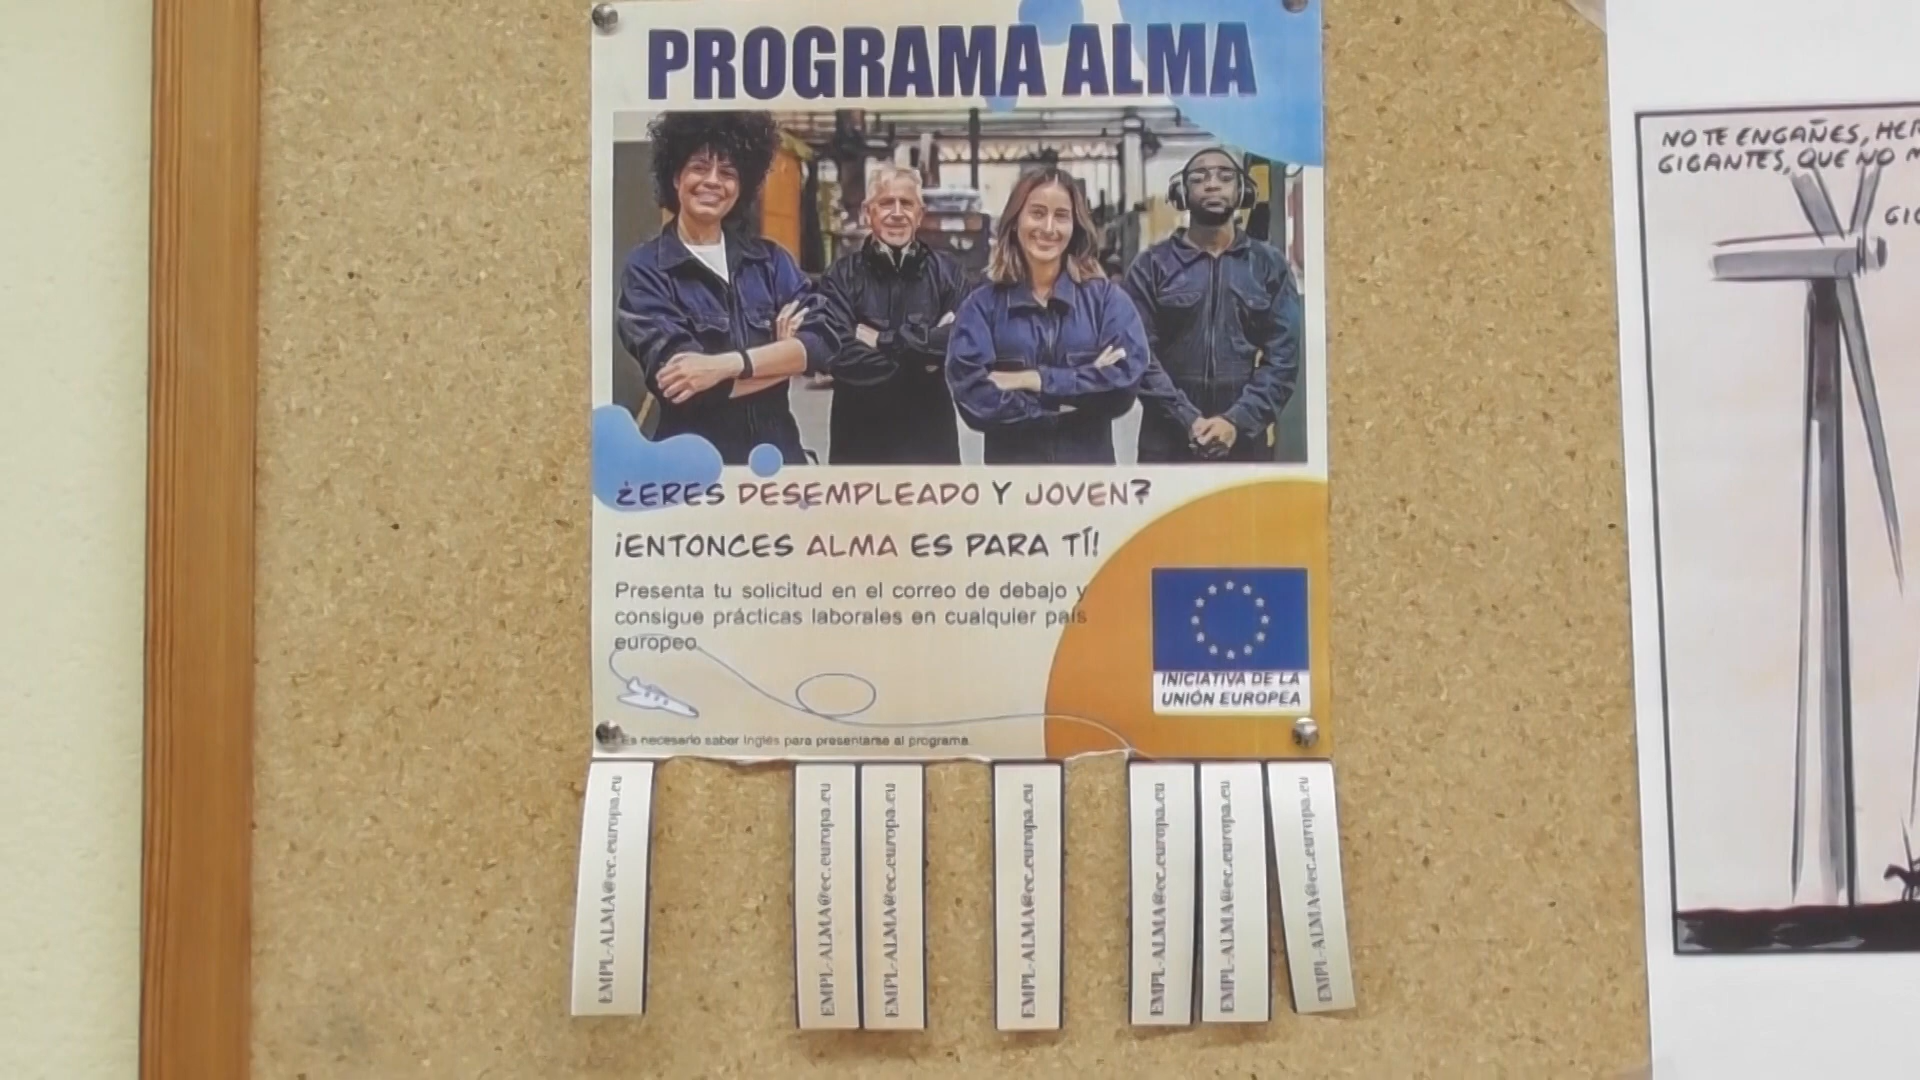 PROGRAMA ALMA
¿ERES DESEMPLEADO Y JOVEN?
¡ENTONCES ALMA ES PARA TÍ!
Presenta tu solicitud en el correo de debajo y
consigue prácticas laborales en cualquier país
europeo.
INICIATIVA DE LA
UNIÓN EUROPEA
Es necesario saber Inglés para presentarse al programa.
EMPL-ALMA@ec.europa.eu
EMPL-ALMA@ec.europa.eu
EMPL-ALMA@ec.europa.eu
EMPL-ALMA@ec.europa.eu
EMPL-ALMA@ec.europa.eu
EMPL-ALMA@ec.europa.eu
EMPL-ALMA@ec.europa.eu
NO TE ENGAÑES,
GIGANTES, QUE NO